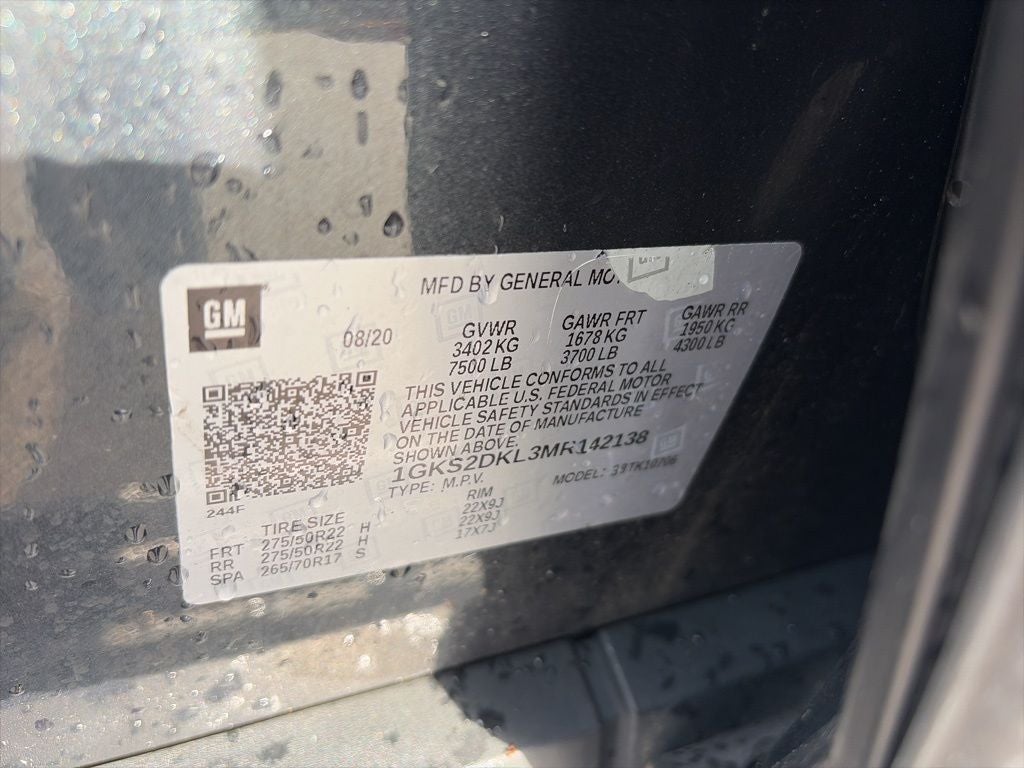 MFD BY GENERAL
GM
08/20
GVWR GAWR FRT GAWR RR
3402 KG 1678 KG 1950 KG
7500 LB 3700 LB 4300 LB
THIS VEHICLE CONFORMS TO ALL
APPLICABLE U.S. FEDERAL MOTOR
VEHICLE SAFETY STANDARDS IN EFFECT
ON THE DATE OF MANUFACTURE
SHOWN ABOVE.
1GKS2DKL3MR142138
TYPE: M.P.V. MODEL:
244F
TIRE SIZE RIM
FRT 275/50R22 H 22X9J
RR 275/50R22 H 22X9J
SPA 265/70R17 S 17X7J